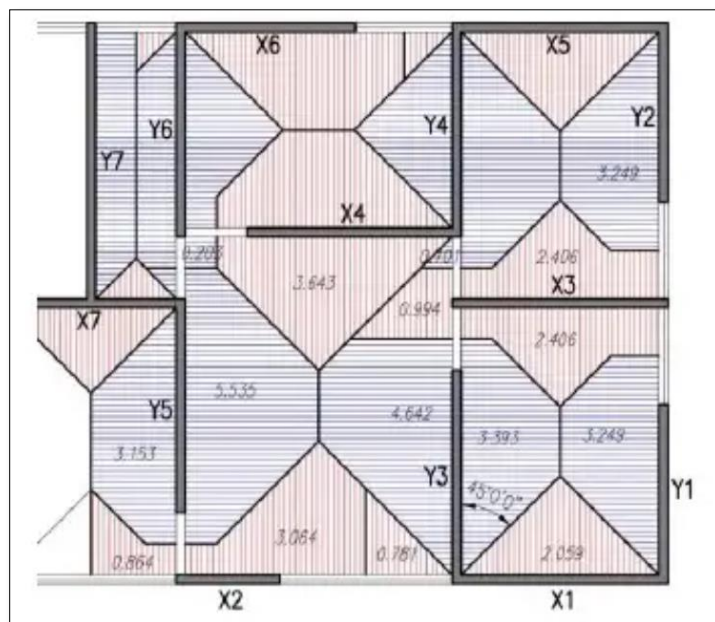 X6
X5
Y6
Y4
Y2
Y7
3.249
X4
0.203
0.701
2.406
3.643
X3
0.994
X7
2.406
5.535
Y5
4.642
3.153
3.393
3.249
Y3
45°0'0"
Y1
3.064
0.864
0.781
2.059
X2
X1